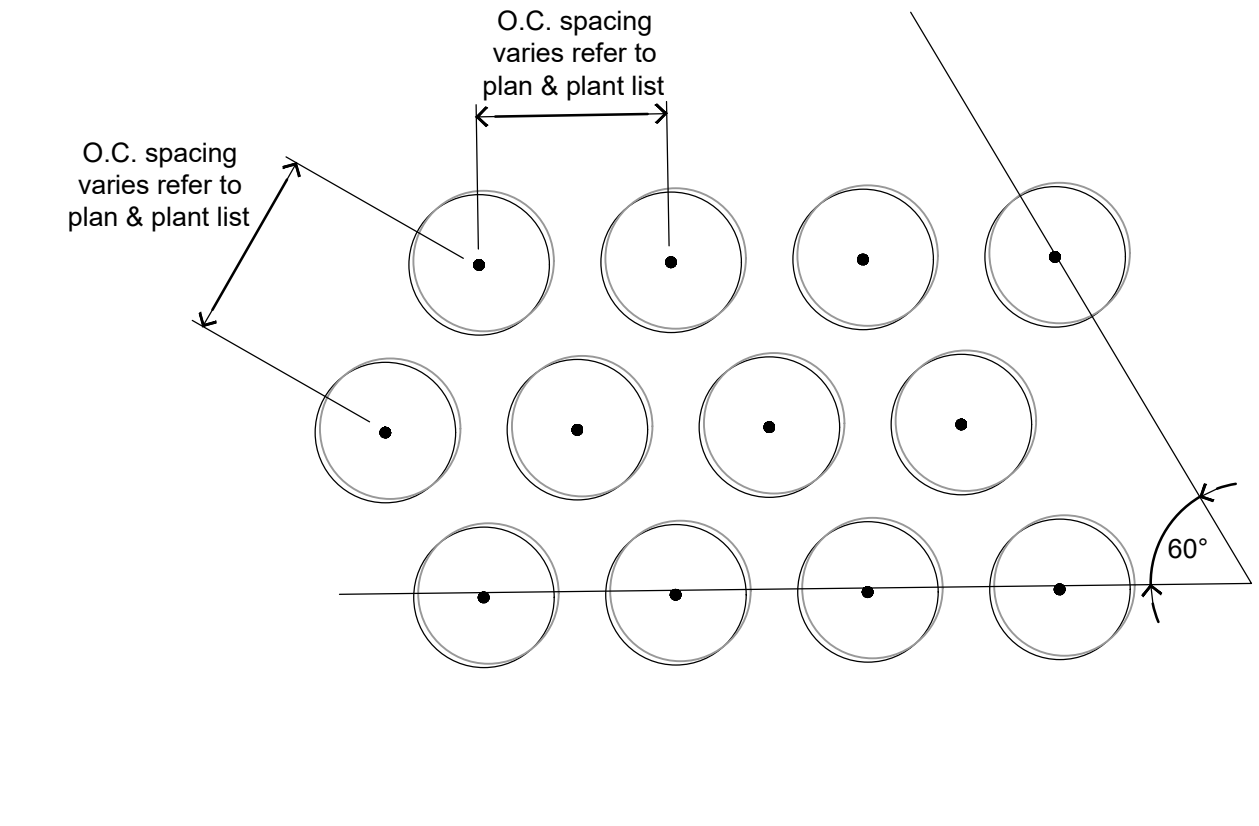 O.C. spacing
varies refer to
plan & plant list
O.C. spacing
varies refer to
plan & plant list
60°